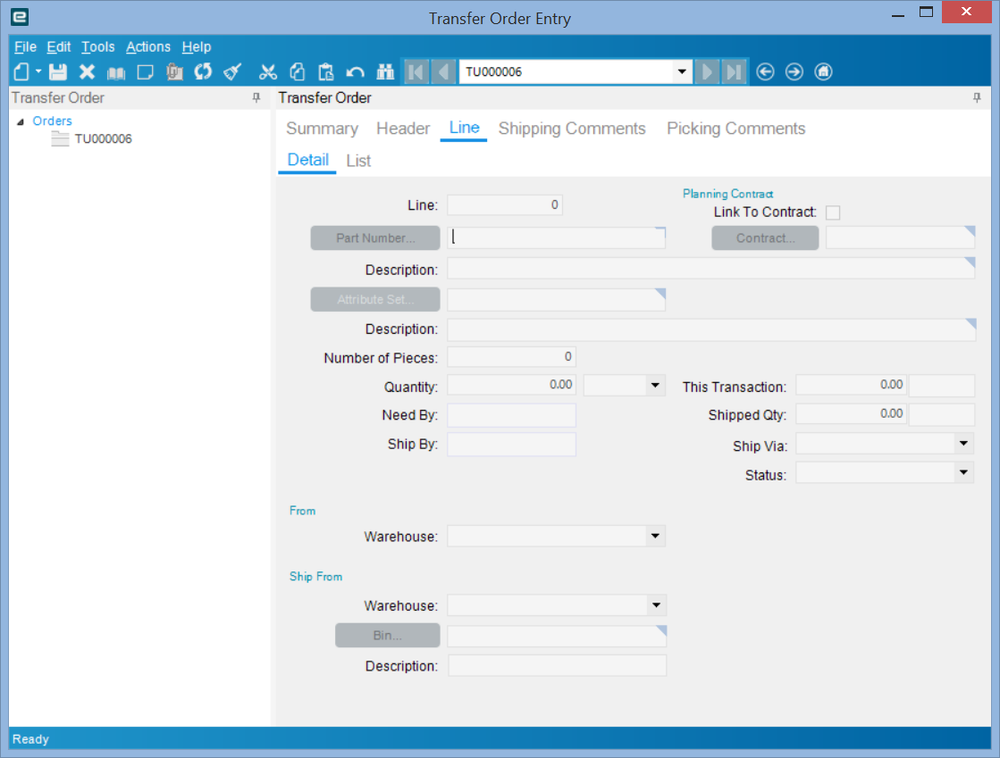 Transfer Order Entry
File Edit Tools Actions Help
TU000006
Transfer Order
Orders
TU000006
Transfer Order
Summary Header Line Shipping Comments Picking Comments
Detail List
Line: 0
Planning Contract
Link To Contract:
Part Number...
Contract...
Description:
Attribute Set...
Description:
Number of Pieces: 0
Quantity: 0.00
This Transaction: 0.00
Need By:
Shipped Qty: 0.00
Ship By:
Ship Via:
Status:
From
Warehouse:
Ship From
Warehouse:
Bin...
Description:
Ready